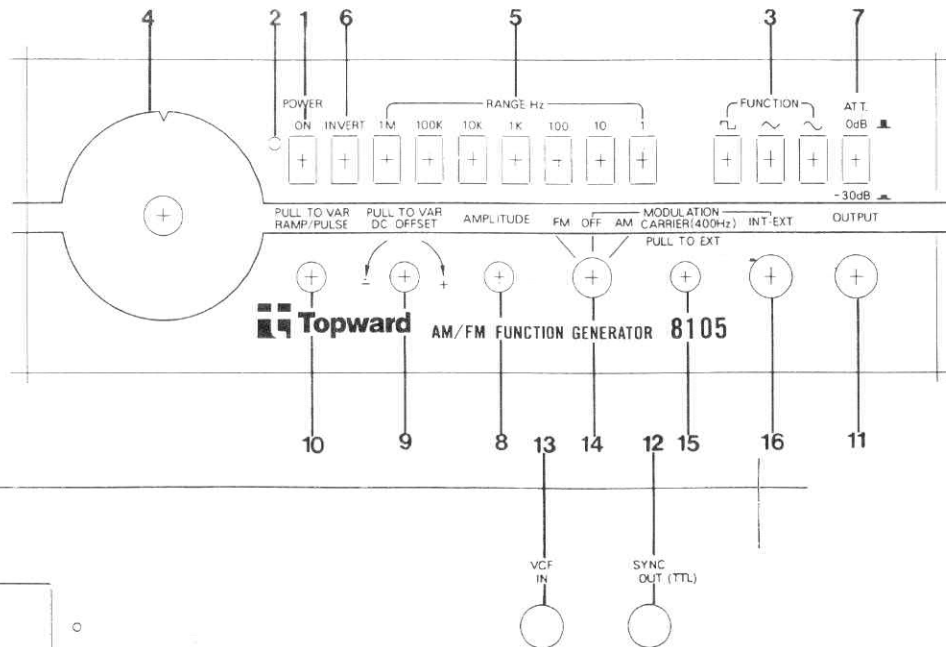 4 2 1 6 5 3 7
POWER RANGE Hz FUNCTION ATT.
ON INVERT 1M 100K 10K 1K 100 10 1 0dB
-30dB
PULL TO VAR PULL TO VAR AMPLITUDE FM OFF AM MODULATION INT-EXT OUTPUT
RAMP/PULSE DC OFFSET CARRIER(400Hz)
PULL TO EXT
- +
Topward AM/FM FUNCTION GENERATOR 8105
10 9 8 13 14 12 15 16 11
VCF SYNC
IN OUT (TTL)